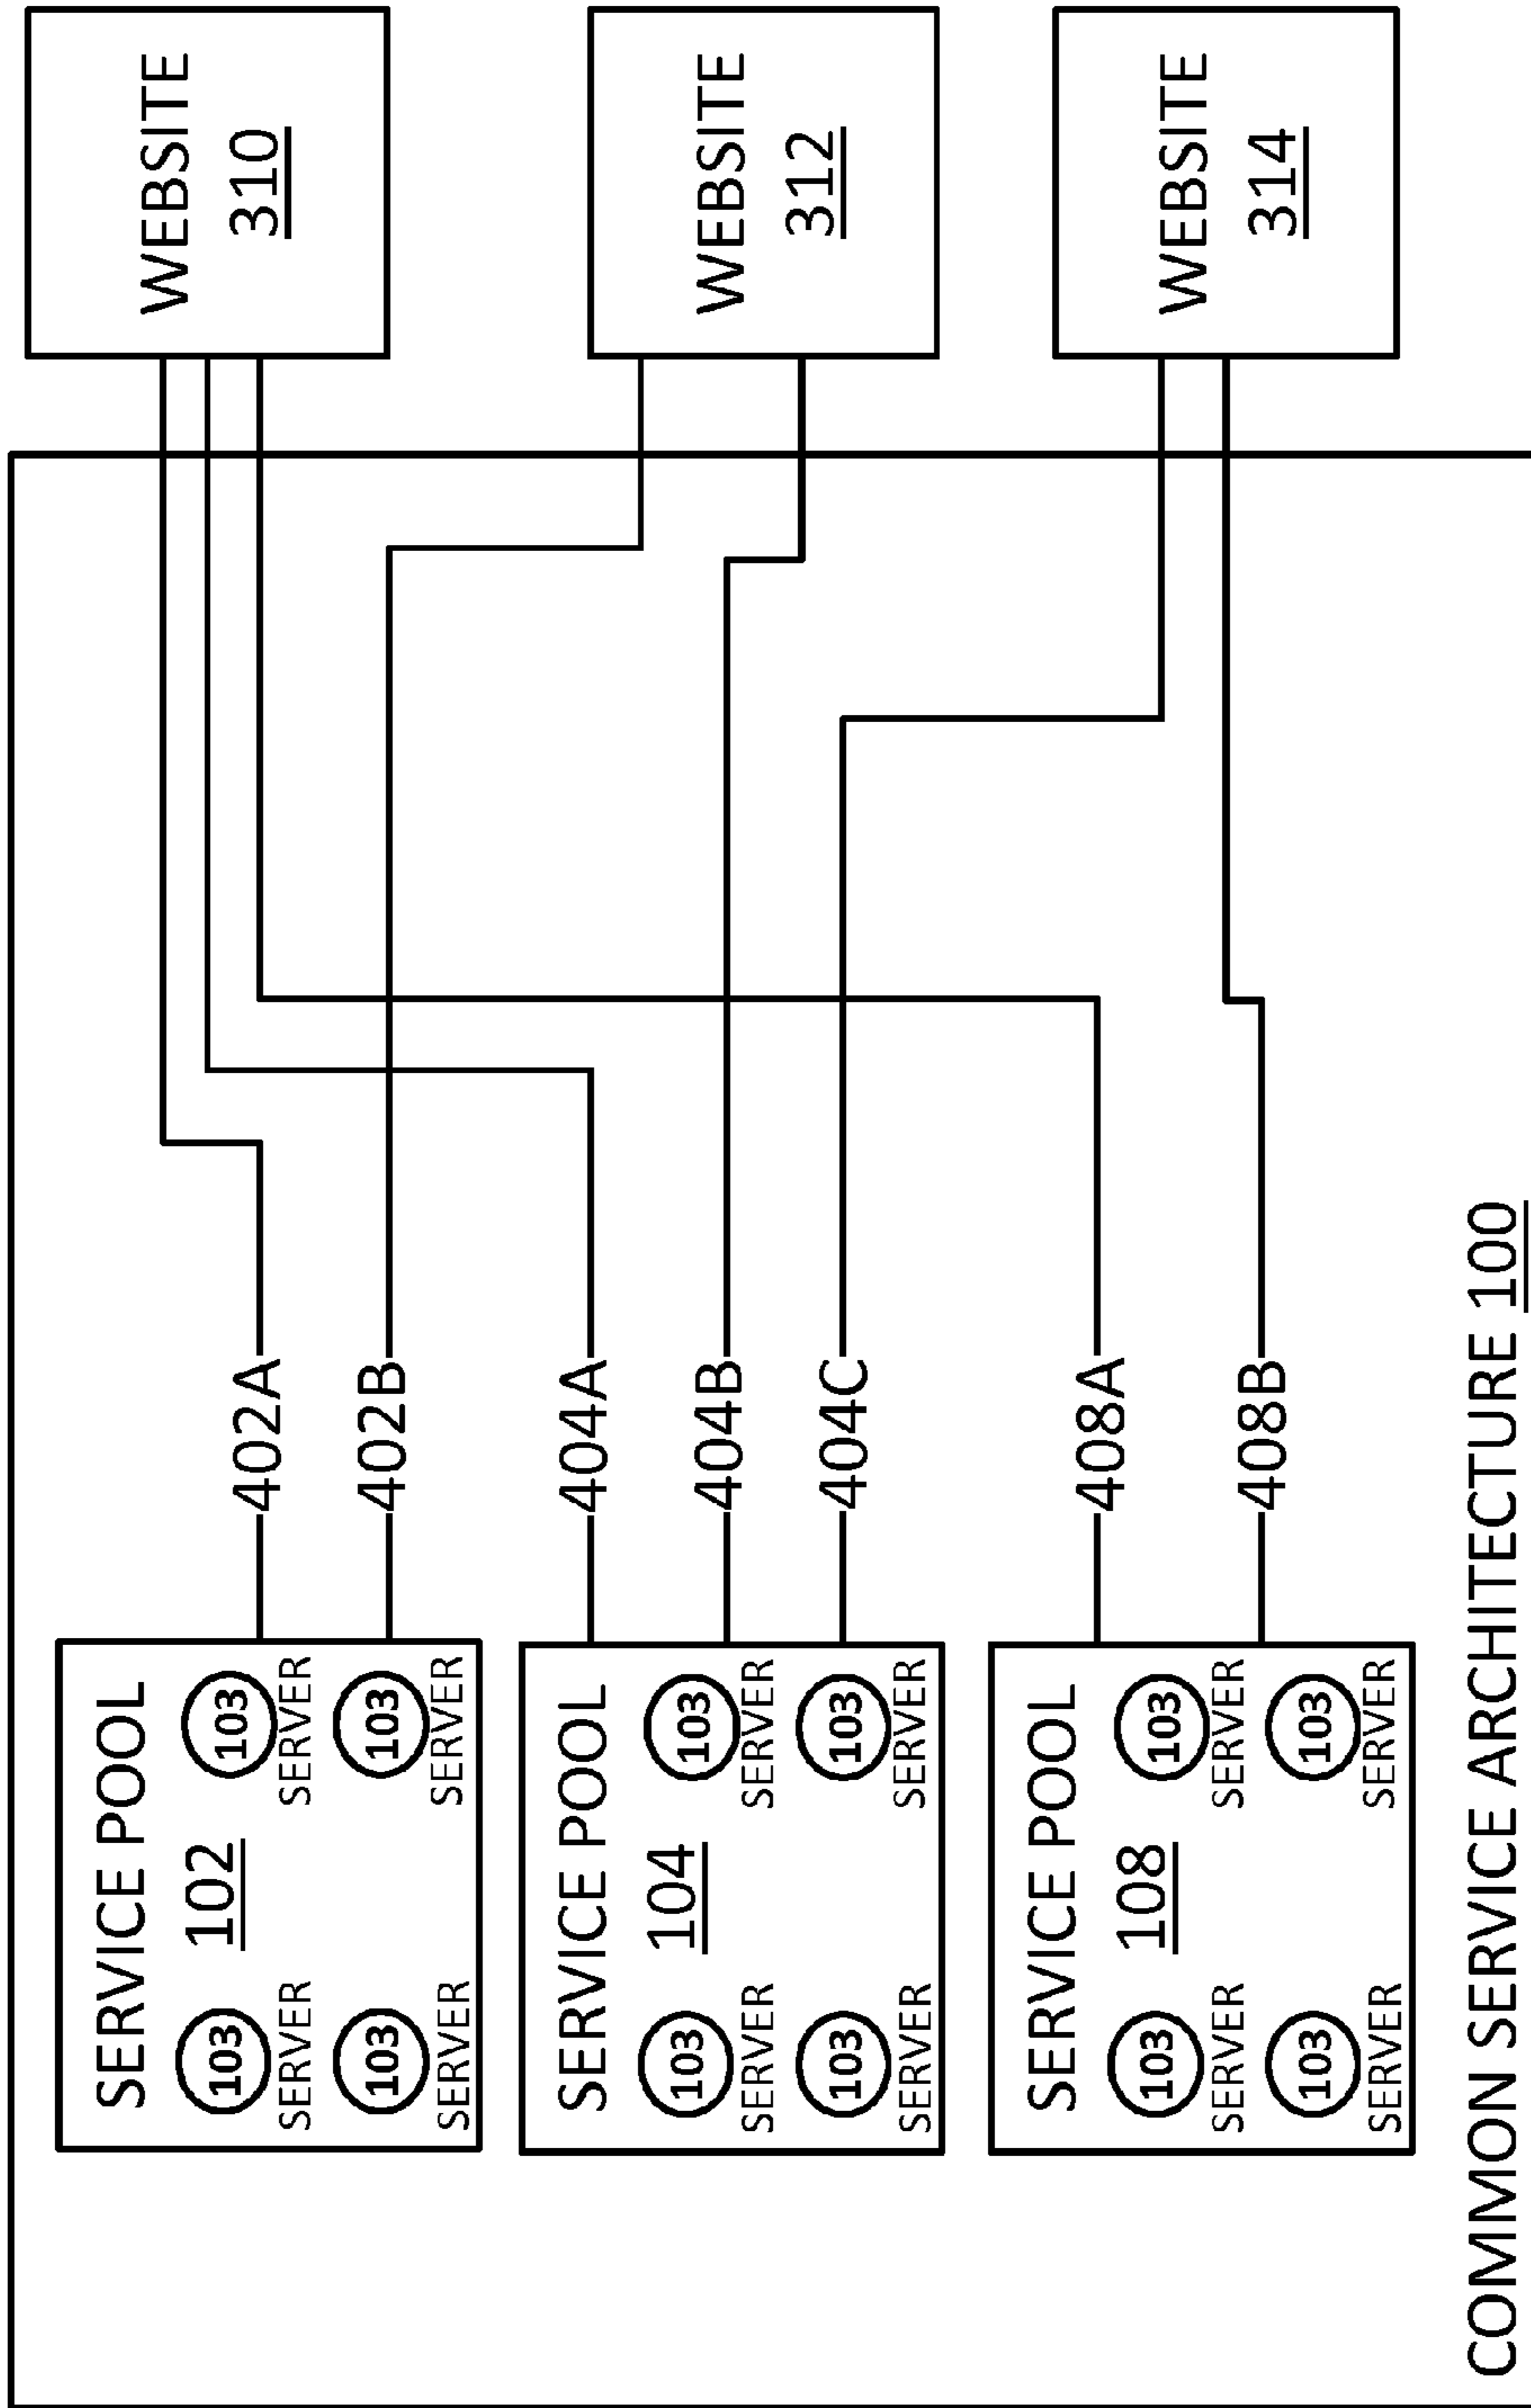 SERVICE POOL
102
103
SERVER
103
SERVER
103
SERVER
103
SERVER
402A
402B
SERVICE POOL
104
103
SERVER
103
SERVER
103
SERVER
103
SERVER
404A
404B
404C
SERVICE POOL
108
103
SERVER
103
SERVER
103
SERVER
103
SERVER
408A
408B
WEBSITE
310
WEBSITE
312
WEBSITE
314
COMMON SERVICE ARCHITECTURE 100